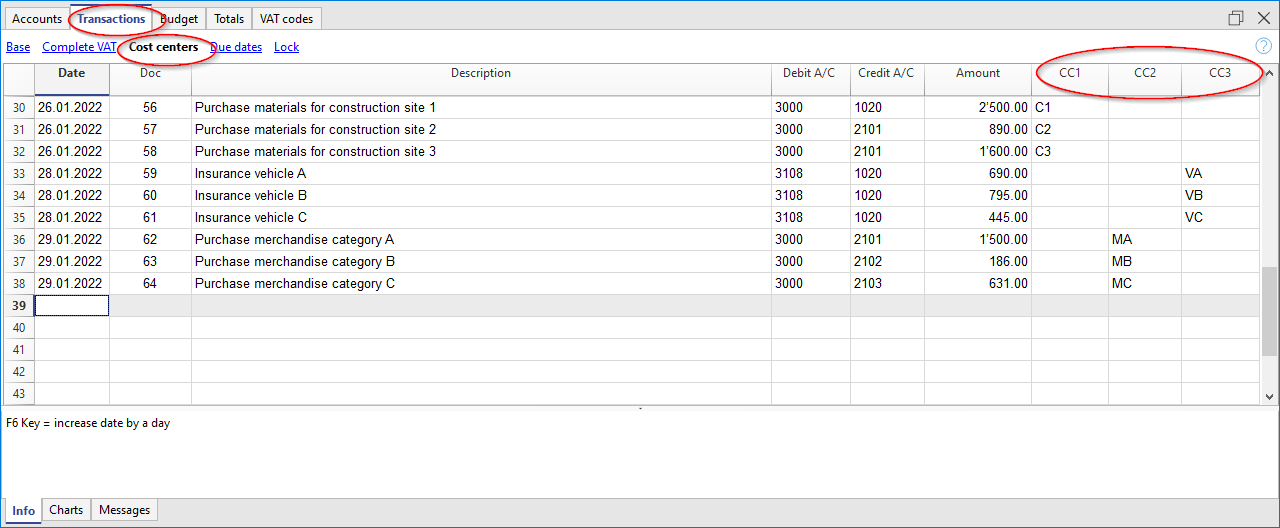 Accounts Transactions Budget Totals VAT codes
Base Complete VAT Cost centers Due dates Lock ?
Date Doc Description Debit A/C Credit A/C Amount CC1 CC2 CC3
30 26.01.2022 56 Purchase materials for construction site 1 3000 1020 2'500.00 C1
31 26.01.2022 57 Purchase materials for construction site 2 3000 2101 890.00 C2
32 26.01.2022 58 Purchase materials for construction site 3 3000 2101 1'600.00 C3
33 28.01.2022 59 Insurance vehicle A 3108 1020 690.00 VA
34 28.01.2022 60 Insurance vehicle B 3108 1020 795.00 VB
35 28.01.2022 61 Insurance vehicle C 3108 1020 445.00 VC
36 29.01.2022 62 Purchase merchandise category A 3000 2101 1'500.00 MA
37 29.01.2022 63 Purchase merchandise category B 3000 2102 186.00 MB
38 29.01.2022 64 Purchase merchandise category C 3000 2103 631.00 MC
39
40
41
42
43
F6 Key = increase date by a day
Info Charts Messages